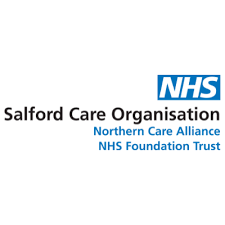 NHS
Salford Care Organisation
Northern Care Alliance
NHS Foundation Trust